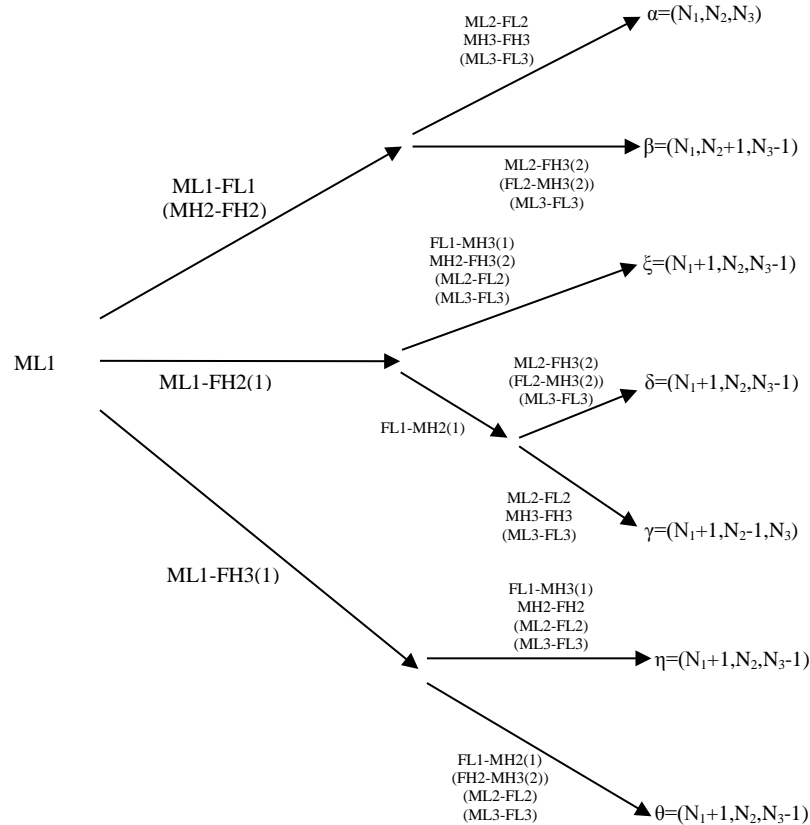 ML2-FL2
MH3-FH3
(ML3-FL3)
α=(N₁,N₂,N₃)
ML1-FL1
(MH2-FH2)
β=(N₁,N₂+1,N₃-1)
ML2-FH3(2)
(FL2-MH3(2))
(ML3-FL3)
FL1-MH3(1)
MH2-FH3(2)
(ML2-FL2)
(ML3-FL3)
ξ=(N₁+1,N₂,N₃-1)
ML1
ML1-FH2(1)
ML2-FH3(2)
(FL2-MH3(2))
(ML3-FL3)
δ=(N₁+1,N₂,N₃-1)
FL1-MH2(1)
ML2-FL2
MH3-FH3
(ML3-FL3)
γ=(N₁+1,N₂-1,N₃)
ML1-FH3(1)
FL1-MH3(1)
MH2-FH2
(ML2-FL2)
(ML3-FL3)
η=(N₁+1,N₂,N₃-1)
FL1-MH2(1)
(FH2-MH3(2))
(ML2-FL2)
(ML3-FL3)
θ=(N₁+1,N₂,N₃-1)